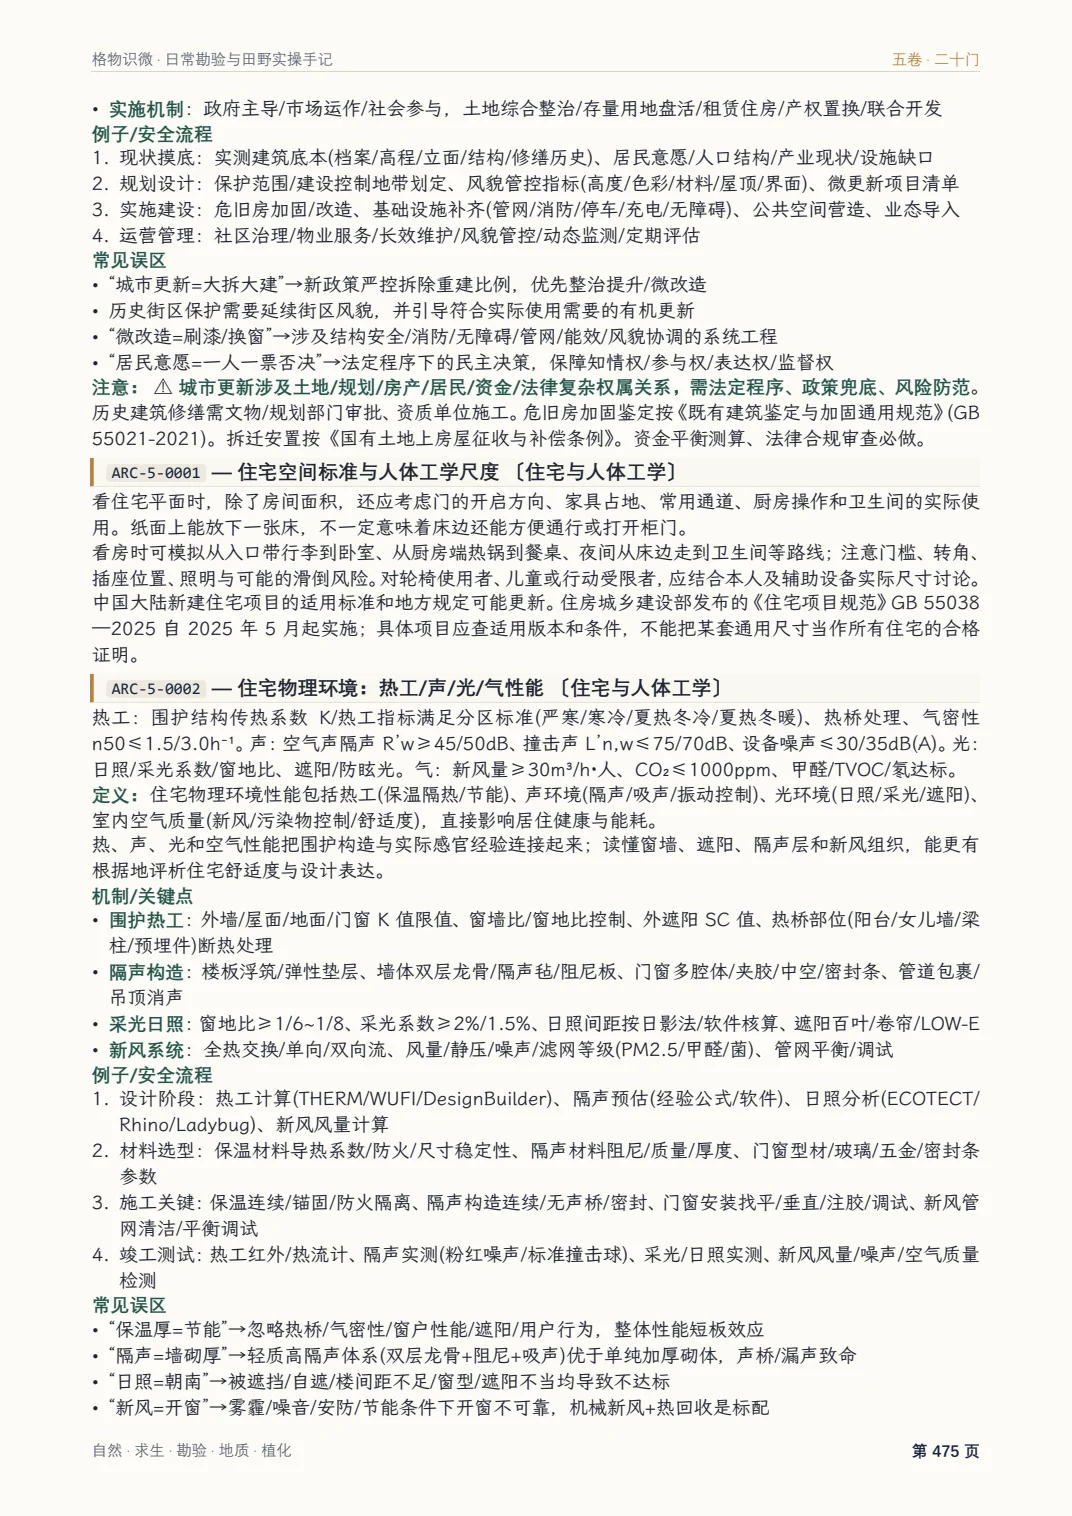 格物识微 · 日常勘验与田野实操手记
五卷 · 二十门
• 实施机制：政府主导/市场运作/社会参与，土地综合整治/存量用地盘活/租赁住房/产权置换/联合开发
例子/安全流程
1. 现状摸底：实测建筑底本(档案/高程/立面/结构/修缮历史)、居民意愿/人口结构/产业现状/设施缺口
2. 规划设计：保护范围/建设控制地带划定、风貌管控指标(高度/色彩/材料/屋顶/界面)、微更新项目清单
3. 实施建设：危旧房加固/改造、基础设施补齐(管网/消防/停车/充电/无障碍)、公共空间营造、业态导入
4. 运营管理：社区治理/物业服务/长效维护/风貌管控/动态监测/定期评估
常见误区
• “城市更新=大拆大建”→新政策严控拆除重建比例，优先整治提升/微改造
• 历史街区保护需要延续街区风貌，并引导符合实际使用需要的有机更新
• “微改造=刷漆/换窗”→涉及结构安全/消防/无障碍/管网/能效/风貌协调的系统工程
• “居民意愿=一人一票否决”→法定程序下的民主决策，保障知情权/参与权/表达权/监督权
注意：⚠ 城市更新涉及土地/规划/房产/居民/资金/法律复杂权属关系，需法定程序、政策兜底、风险防范。
历史建筑修缮需文物/规划部门审批、资质单位施工。危旧房加固鉴定按《既有建筑鉴定与加固通用规范》(GB
55021-2021)。拆迁安置按《国有土地上房屋征收与补偿条例》。资金平衡测算、法律合规审查必做。
ARC-5-0001 — 住宅空间标准与人体工学尺度 〔住宅与人体工学〕
看住宅平面时，除了房间面积，还应考虑门的开启方向、家具占地、常用通道、厨房操作和卫生间的实际使
用。纸面上能放下一张床，不一定意味着床边还能方便通行或打开柜门。
看房时可模拟从入口带行李到卧室、从厨房端热锅到餐桌、夜间从床边走到卫生间等路线；注意门槛、转角、
插座位置、照明与可能的滑倒风险。对轮椅使用者、儿童或行动受限者，应结合本人及辅助设备实际尺寸讨论。
中国大陆新建住宅项目的适用标准和地方规定可能更新。住房城乡建设部发布的《住宅项目规范》GB 55038
—2025 自 2025 年 5 月起实施；具体项目应查适用版本和条件，不能把某套通用尺寸当作所有住宅的合格
证明。
ARC-5-0002 — 住宅物理环境：热工/声/光/气性能 〔住宅与人体工学〕
热工：围护结构传热系数 K/热工指标满足分区标准(严寒/寒冷/夏热冬冷/夏热冬暖)、热桥处理、气密性
n50≤1.5/3.0h⁻¹。声：空气声隔声 R’w≥45/50dB、撞击声 L’n,w≤75/70dB、设备噪声≤30/35dB(A)。光：
日照/采光系数/窗地比、遮阳/防眩光。气：新风量≥30m³/h·人、CO₂≤1000ppm、甲醛/TVOC/氡达标。
定义：住宅物理环境性能包括热工(保温隔热/节能)、声环境(隔声/吸声/振动控制)、光环境(日照/采光/遮阳)、
室内空气质量(新风/污染物控制/舒适度)，直接影响居住健康与能耗。
热、声、光和空气性能把围护构造与实际感官经验连接起来；读懂窗墙、遮阳、隔声层和新风组织，能更有
根据地评析住宅舒适度与设计表达。
机制/关键点
• 围护热工：外墙/屋面/地面/门窗 K 值限值、窗墙比/窗地比控制、外遮阳 SC 值、热桥部位(阳台/女儿墙/梁
柱/预埋件)断热处理
• 隔声构造：楼板浮筑/弹性垫层、墙体双层龙骨/隔声毡/阻尼板、门窗多腔体/夹胶/中空/密封条、管道包裹/
吊顶消声
• 采光日照：窗地比≥1/6~1/8、采光系数≥2%/1.5%、日照间距按日影法/软件核算、遮阳百叶/卷帘/LOW-E
• 新风系统：全热交换/单向/双向流、风量/静压/噪声/滤网等级(PM2.5/甲醛/菌)、管网平衡/调试
例子/安全流程
1. 设计阶段：热工计算(THERM/WUFI/DesignBuilder)、隔声预估(经验公式/软件)、日照分析(ECOTECT/
Rhino/Ladybug)、新风风量计算
2. 材料选型：保温材料导热系数/防火/尺寸稳定性、隔声材料阻尼/质量/厚度、门窗型材/玻璃/五金/密封条
参数
3. 施工关键：保温连续/锚固/防火隔离、隔声构造连续/无声桥/密封、门窗安装找平/垂直/注胶/调试、新风管
网清洁/平衡调试
4. 竣工测试：热工红外/热流计、隔声实测(粉红噪声/标准撞击球)、采光/日照实测、新风风量/噪声/空气质量
检测
常见误区
• “保温厚=节能”→忽略热桥/气密性/窗户性能/遮阳/用户行为，整体性能短板效应
• “隔声=墙砌厚”→轻质高隔声体系(双层龙骨+阻尼+吸声)优于单纯加厚砌体，声桥/漏声致命
• “日照=朝南”→被遮挡/自遮/楼间距不足/窗型/遮阳不当均导致不达标
• “新风=开窗”→雾霾/噪音/安防/节能条件下开窗不可靠，机械新风+热回收是标配
自然 · 求生 · 勘验 · 地质 · 植化
第 475 页